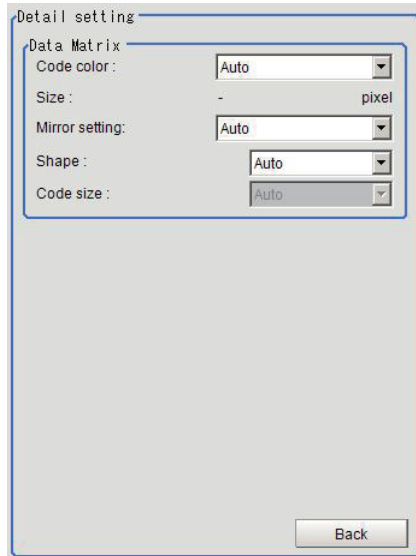 Detail setting
Data Matrix
Code color : Auto
Size : - pixel
Mirror setting: Auto
Shape : Auto
Code size : Auto
Back